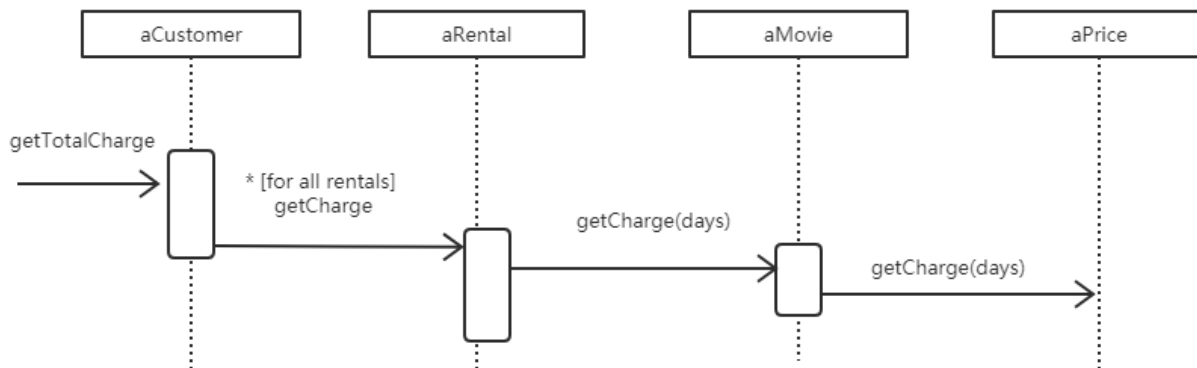 aCustomer
aRental
aMovie
aPrice
getTotalCharge
* [for all rentals]
getCharge
getCharge(days)
getCharge(days)